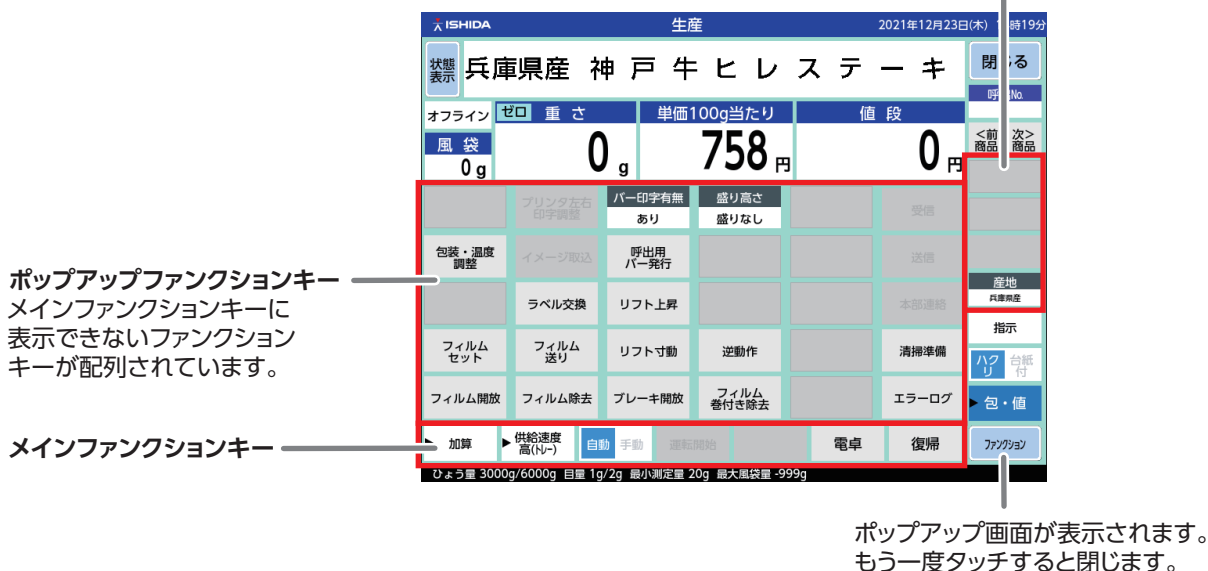 ISHIDA 生産 2021年12月23日(木) 時19分
状態表示 兵庫県産 神戸牛ヒレステーキ 閉じる
オフライン ゼロ 重さ 単価100g当たり 値段
風袋 0g 0g 758円 0円 <前商品 次>商品
プリンタ左右印字調整 バー印字有無 あり 盛り高さ 盛りなし 受信
包装・温度調整 イメージ取込 呼出用バー発行 送信
ラベル交換 リフト上昇 本部連絡 産地 兵庫県産
フィルムセット フィルム送り リフト寸動 逆動作 清掃準備 指示
ハクリ 台紙付
フィルム開放 フィルム除去 ブレーキ開放 フィルム巻付き除去 エラーログ ▶包・値
▶加算 ▶供給速度高(トレー) 自動 手動 運転開始 電卓 復帰 ファンクション
ひょう量 3000g/6000g 目量 1g/2g 最小測定量 20g 最大風袋量 -999g
ポップアップファンクションキー
メインファンクションキーに
表示できないファンクション
キーが配列されています。
メインファンクションキー
ポップアップ画面が表示されます。
もう一度タッチすると閉じます。